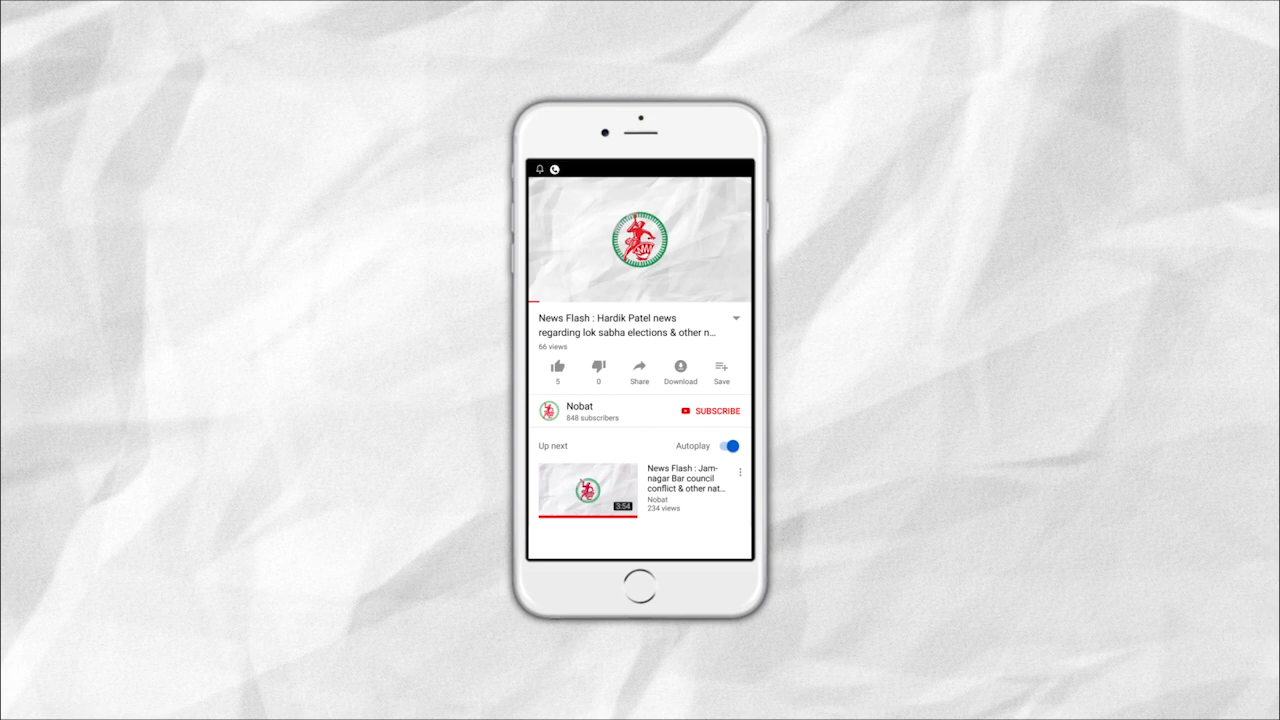 News Flash : Hardik Patel news
regarding lok sabha elections & other n...
66 views
5
0
Share
Download
Save
Nobat
848 subscribers
SUBSCRIBE
Up next
Autoplay
News Flash : Jam-
nagar Bar council
conflict & other nat...
Nobat
234 views
3:54